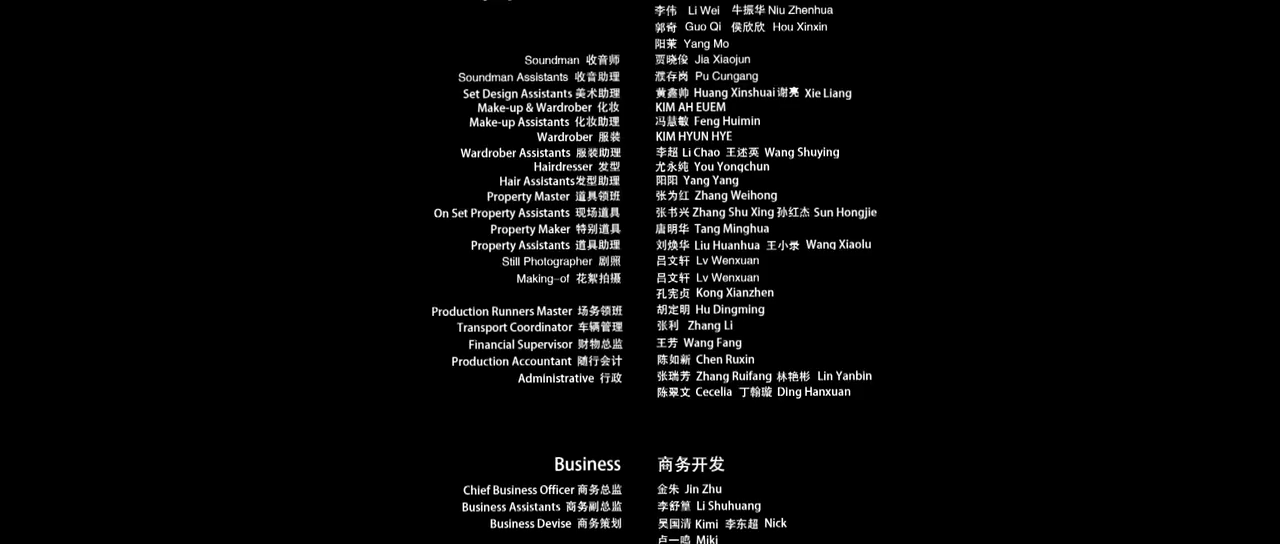 李伟 Li Wei 牛振华 Niu Zhenhua
郭奇 Guo Qi 侯欣欣 Hou Xinxin
阳茉 Yang Mo
Soundman 收音师 贾晓俊 Jia Xiaojun
Soundman Assistants 收音助理 濮存岗 Pu Cungang
Set Design Assistants 美术助理 黄鑫帅 Huang Xinshuai 谢亮 Xie Liang
Make-up & Wardrober 化妆 KIM AH EUEM
Make-up Assistants 化妆助理 冯慧敏 Feng Huimin
Wardrober 服装 KIM HYUN HYE
Wardrober Assistants 服装助理 李超 Li Chao 王述英 Wang Shuying
Hairdresser 发型 尤永纯 You Yongchun
Hair Assistants发型助理 阳阳 Yang Yang
Property Master 道具领班 张为红 Zhang Weihong
On Set Property Assistants 现场道具 张书兴 Zhang Shu Xing 孙红杰 Sun Hongjie
Property Maker 特别道具 唐明华 Tang Minghua
Property Assistants 道具助理 刘焕华 Liu Huanhua 王小录 Wang Xiaolu
Still Photographer 剧照 吕文轩 Lv Wenxuan
Making-of 花絮拍摄 吕文轩 Lv Wenxuan
孔宪贞 Kong Xianzhen
Production Runners Master 场务领班 胡定明 Hu Dingming
Transport Coordinator 车辆管理 张利 Zhang Li
Financial Supervisor 财物总监 王芳 Wang Fang
Production Accountant 随行会计 陈如新 Chen Ruxin
Administrative 行政 张瑞芳 Zhang Ruifang 林艳彬 Lin Yanbin
陈翠文 Cecelia 丁翰璇 Ding Hanxuan
Business 商务开发
Chief Business Officer 商务总监 金朱 Jin Zhu
Business Assistants 商务副总监 李舒篁 Li Shuhuang
Business Devise 商务策划 吴国清 Kimi 李东超 Nick
卢一鸣 Miki